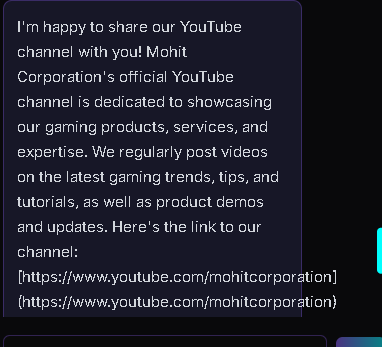 I'm happy to share our YouTube
channel with you! Mohit
Corporation's official YouTube
channel is dedicated to showcasing
our gaming products, services, and
expertise. We regularly post videos
on the latest gaming trends, tips, and
tutorials, as well as product demos
and updates. Here's the link to our
channel:
[https://www.youtube.com/mohitcorporation]
(https://www.youtube.com/mohitcorporation)